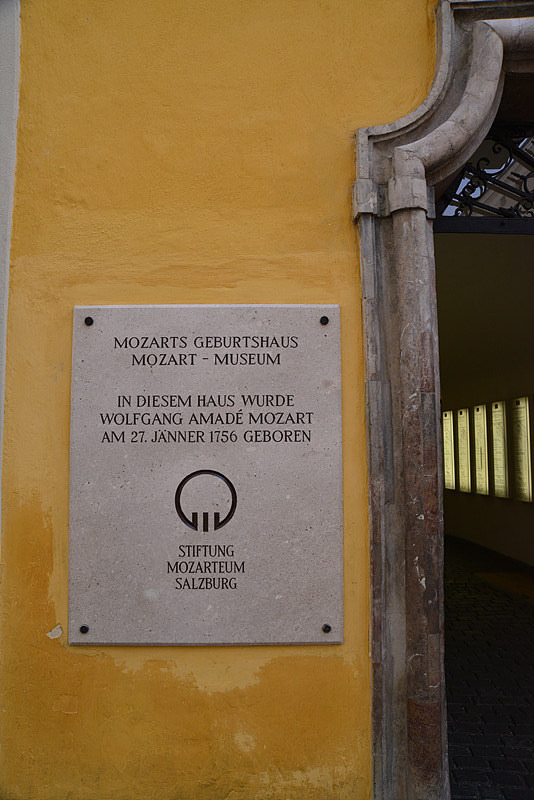 MOZARTS GEBURTSHAUS
MOZART - MUSEUM
IN DIESEM HAUS WURDE
WOLFGANG AMADÉ MOZART
AM 27. JÄNNER 1756 GEBOREN
STIFTUNG
MOZARTEUM
SALZBURG